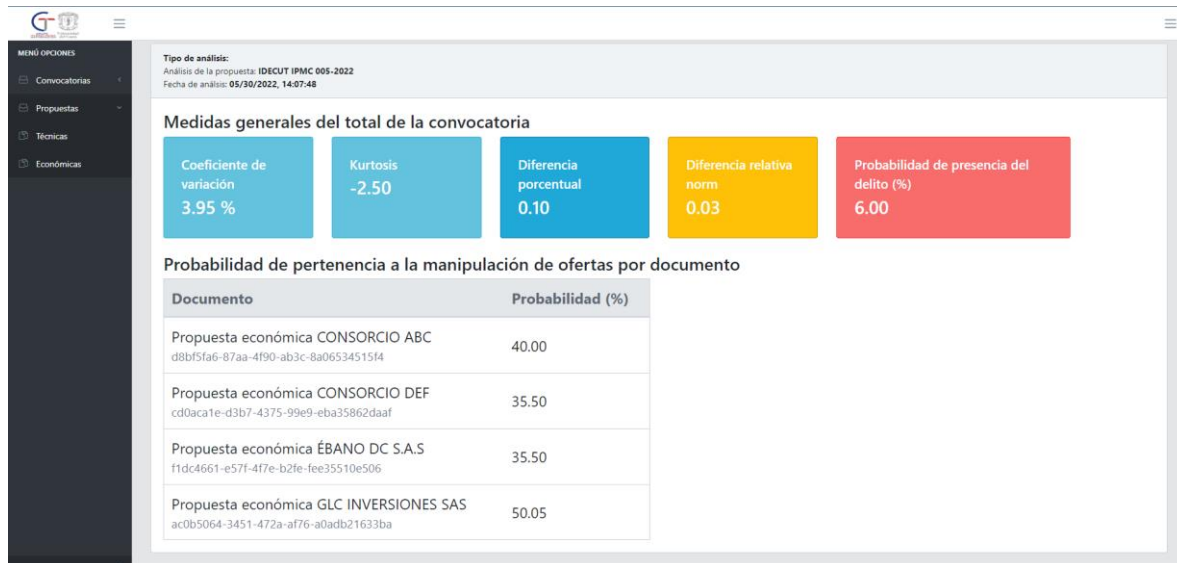 MENÚ OPCIONES
Convocatorias
Propuestas
Técnicas
Económicas
Tipo de análisis:
Análisis de la propuesta: IDECUT IPMC 005-2022
Fecha de análsis: 05/30/2022, 14:07:48
Medidas generales del total de la convocatoria
Coeficiente de
variación
3.95 %
Kurtosis
-2.50
Diferencia
porcentual
0.10
Diferencia relativa
norm
0.03
Probabilidad de presencia del
delito (%)
6.00
Probabilidad de pertenencia a la manipulación de ofertas por documento
Documento Probabilidad (%)
Propuesta económica CONSORCIO ABC
d8bf5fa6-87aa-4f90-ab3c-8a06534515f4
40.00
Propuesta económica CONSORCIO DEF
cd0aca1e-d3b7-4375-99e9-eba35862daaf
35.50
Propuesta económica ÉBANO DC S.A.S
f1dc4661-e57f-4f7e-b2fe-fee35510e506
35.50
Propuesta económica GLC INVERSIONES SAS
ac0b5064-3451-472a-af76-a0adb21633ba
50.05